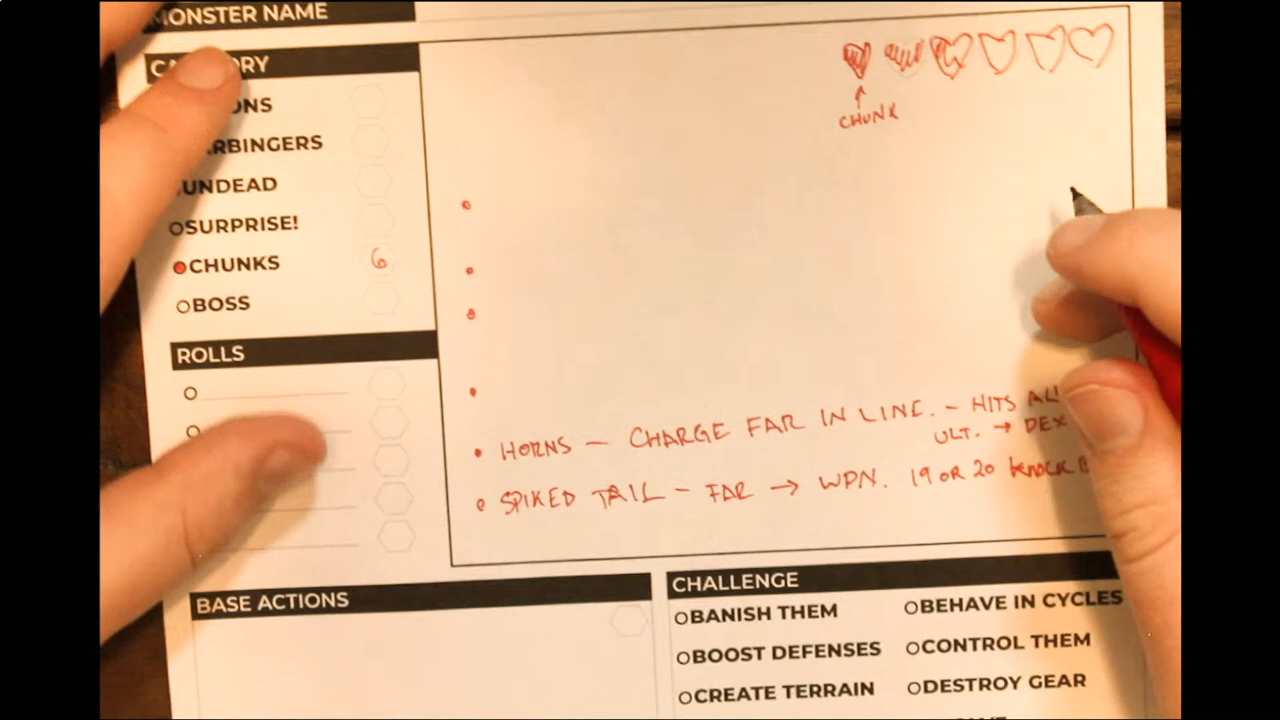 MONSTER NAME
UNDEAD
SURPRISE!
CHUNKS 6
BOSS
ROLLS
CHUNK
HORNS — CHARGE FAR IN LINE. – HITS
ULT. → DEX
SPIKED TAIL – FAR → WPN. 19 OR 20 KNOCK
BASE ACTIONS
CHALLENGE
BANISH THEM
BEHAVE IN CYCLES
BOOST DEFENSES
CONTROL THEM
CREATE TERRAIN
DESTROY GEAR